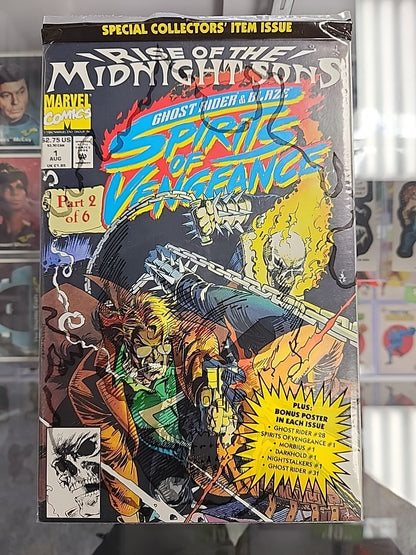 SPECIAL COLLECTORS' ITEM ISSUE
RISE OF THE
MIDNIGHT SONS
MARVEL
COMICS
$2.75 US
1
AUG
GHOST RIDER & BLAZE
SPIRITS
OF
VENGEANCE
Part 2
of 6
PLUS:
BONUS POSTER
IN EACH ISSUE
• GHOST RIDER #28
SPIRITS OF VENGEANCE #1
• MORBIUS #1
• DARKHOLD #1
• NIGHTSTALKERS #1
• GHOST RIDER #31
McCoy